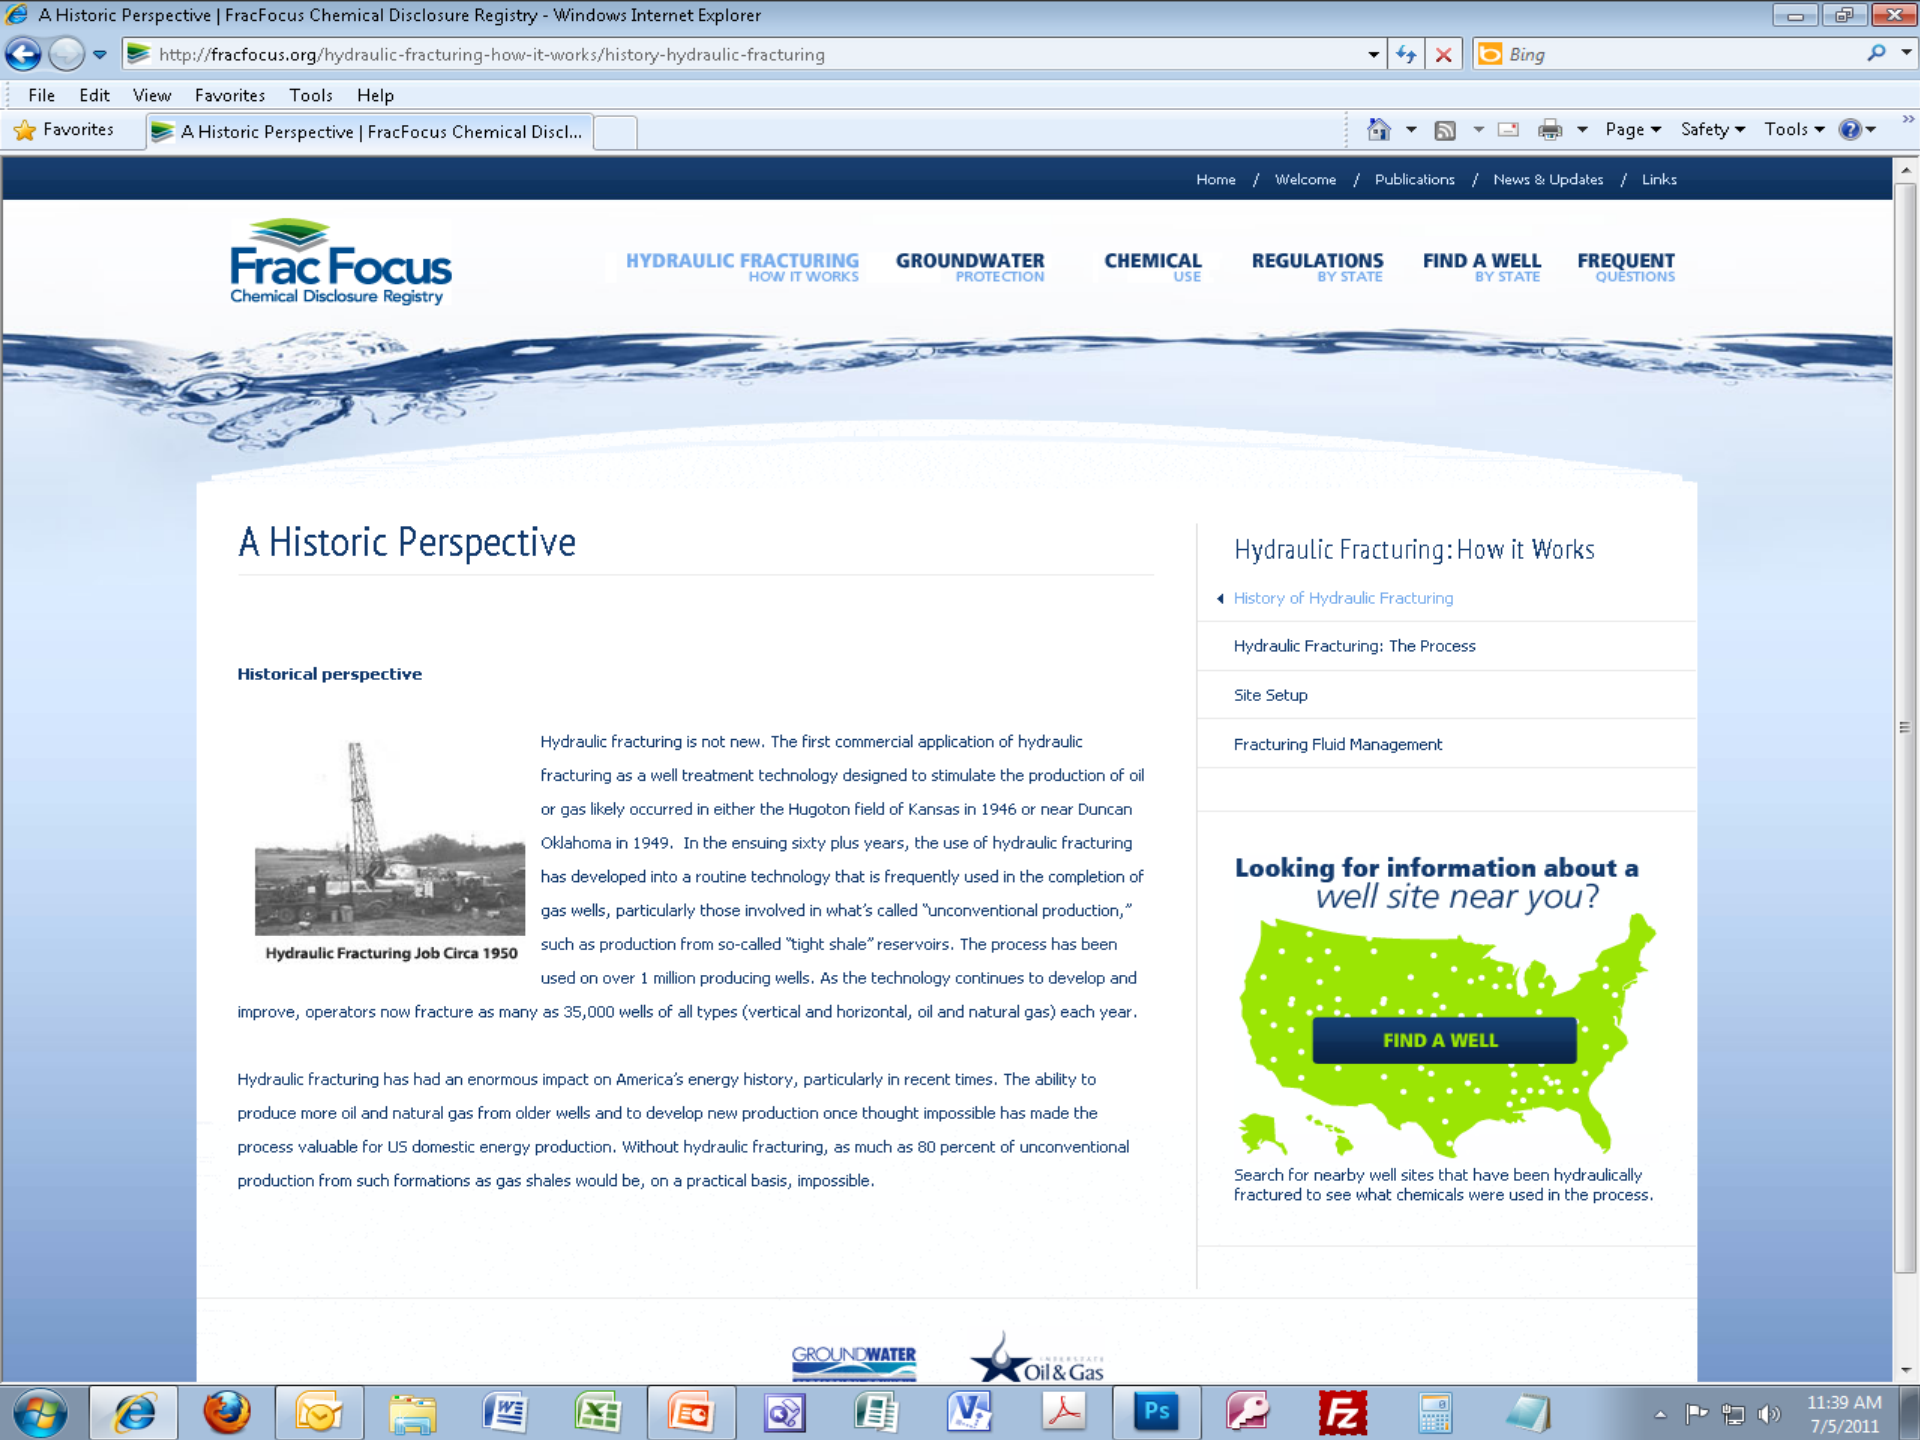 A Historic Perspective | FracFocus Chemical Disclosure Registry - Windows Internet Explorer
http://fracfocus.org/hydraulic-fracturing-how-it-works/history-hydraulic-fracturing
Bing
File Edit View Favorites Tools Help
Favorites
A Historic Perspective | FracFocus Chemical Discl...
Page Safety Tools
Home / Welcome / Publications / News & Updates / Links
Frac Focus
Chemical Disclosure Registry
HYDRAULIC FRACTURING
HOW IT WORKS
GROUNDWATER
PROTECTION
CHEMICAL
USE
REGULATIONS
BY STATE
FIND A WELL
BY STATE
FREQUENT
QUESTIONS
A Historic Perspective
Historical perspective
Hydraulic fracturing is not new. The first commercial application of hydraulic
fracturing as a well treatment technology designed to stimulate the production of oil
or gas likely occurred in either the Hugoton field of Kansas in 1946 or near Duncan
Oklahoma in 1949. In the ensuing sixty plus years, the use of hydraulic fracturing
has developed into a routine technology that is frequently used in the completion of
gas wells, particularly those involved in what's called "unconventional production,"
such as production from so-called "tight shale" reservoirs. The process has been
used on over 1 million producing wells. As the technology continues to develop and
improve, operators now fracture as many as 35,000 wells of all types (vertical and horizontal, oil and natural gas) each year.
Hydraulic Fracturing Job Circa 1950
Hydraulic fracturing has had an enormous impact on America's energy history, particularly in recent times. The ability to
produce more oil and natural gas from older wells and to develop new production once thought impossible has made the
process valuable for US domestic energy production. Without hydraulic fracturing, as much as 80 percent of unconventional
production from such formations as gas shales would be, on a practical basis, impossible.
Hydraulic Fracturing: How it Works
History of Hydraulic Fracturing
Hydraulic Fracturing: The Process
Site Setup
Fracturing Fluid Management
Looking for information about a
well site near you?
FIND A WELL
Search for nearby well sites that have been hydraulically
fractured to see what chemicals were used in the process.
GROUNDWATER
INTERSTATE
Oil & Gas
Ps
Fz
11:39 AM
7/5/2011